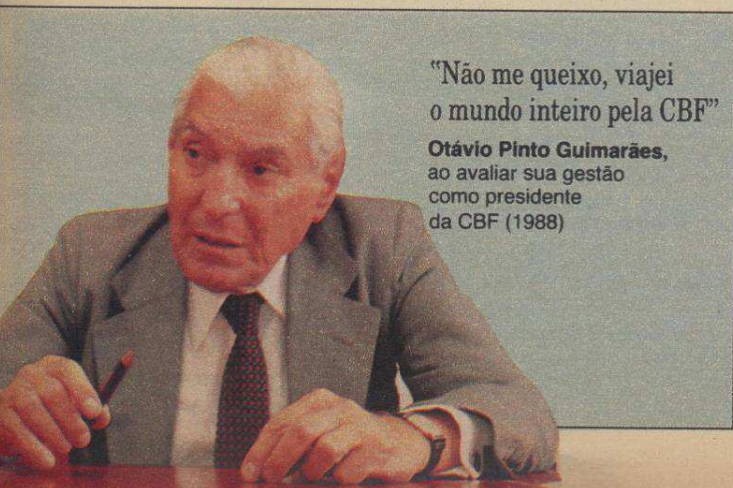 “Não me queixo, viajei
o mundo inteiro pela CBF”
Otávio Pinto Guimarães,
ao avaliar sua gestão
como presidente
da CBF (1988)